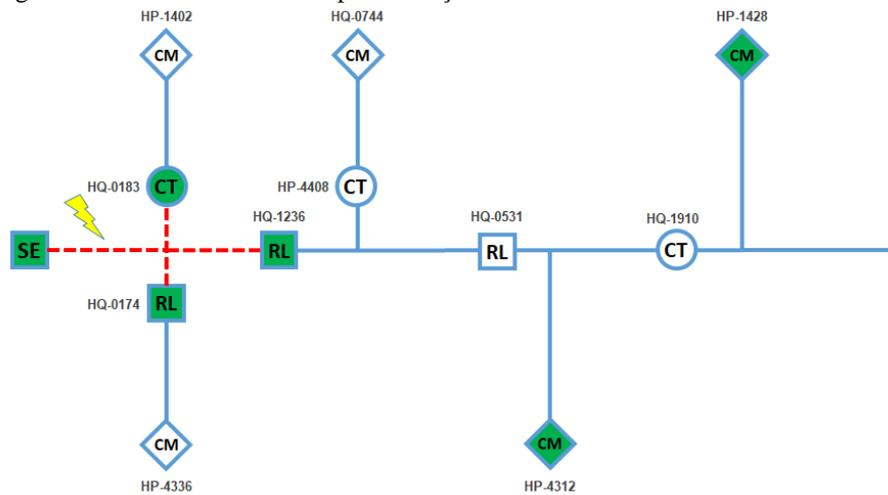 HP-1402
HQ-0744
HP-1428
CM
CM
CM
HQ-0183
CT
HP-4408
CT
HQ-1236
HQ-0531
HQ-1910
SE
RL
RL
CT
HQ-0174
RL
CM
CM
HP-4336
HP-4312